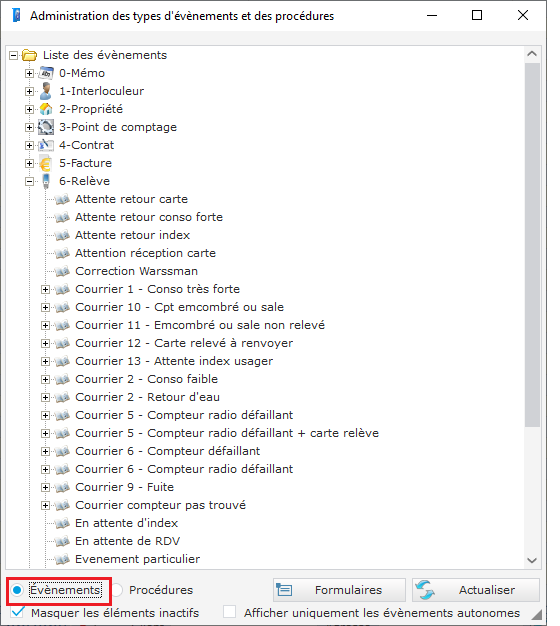 Administration des types d'évènements et des procédures
Liste des évènements
0-Mémo
1-Interloculeur
2-Propriété
3-Point de comptage
4-Contrat
5-Facture
6-Relève
Attente retour carte
Attente retour conso forte
Attente retour index
Attention réception carte
Correction Warssman
Courrier 1 - Conso très forte
Courrier 10 - Cpt emcombré ou sale
Courrier 11 - Emcombré ou sale non relevé
Courrier 12 - Carte relevé à renvoyer
Courrier 13 - Attente index usager
Courrier 2 - Conso faible
Courrier 2 - Retour d'eau
Courrier 5 - Compteur radio défaillant
Courrier 5 - Compteur radio défaillant + carte relève
Courrier 6 - Compteur défaillant
Courrier 6 - Compteur radio défaillant
Courrier 9 - Fuite
Courrier compteur pas trouvé
En attente d'index
En attente de RDV
Evenement particulier
Évènements Procédures Formulaires Actualiser
Masquer les éléments inactifs Afficher uniquement les évènements autonomes